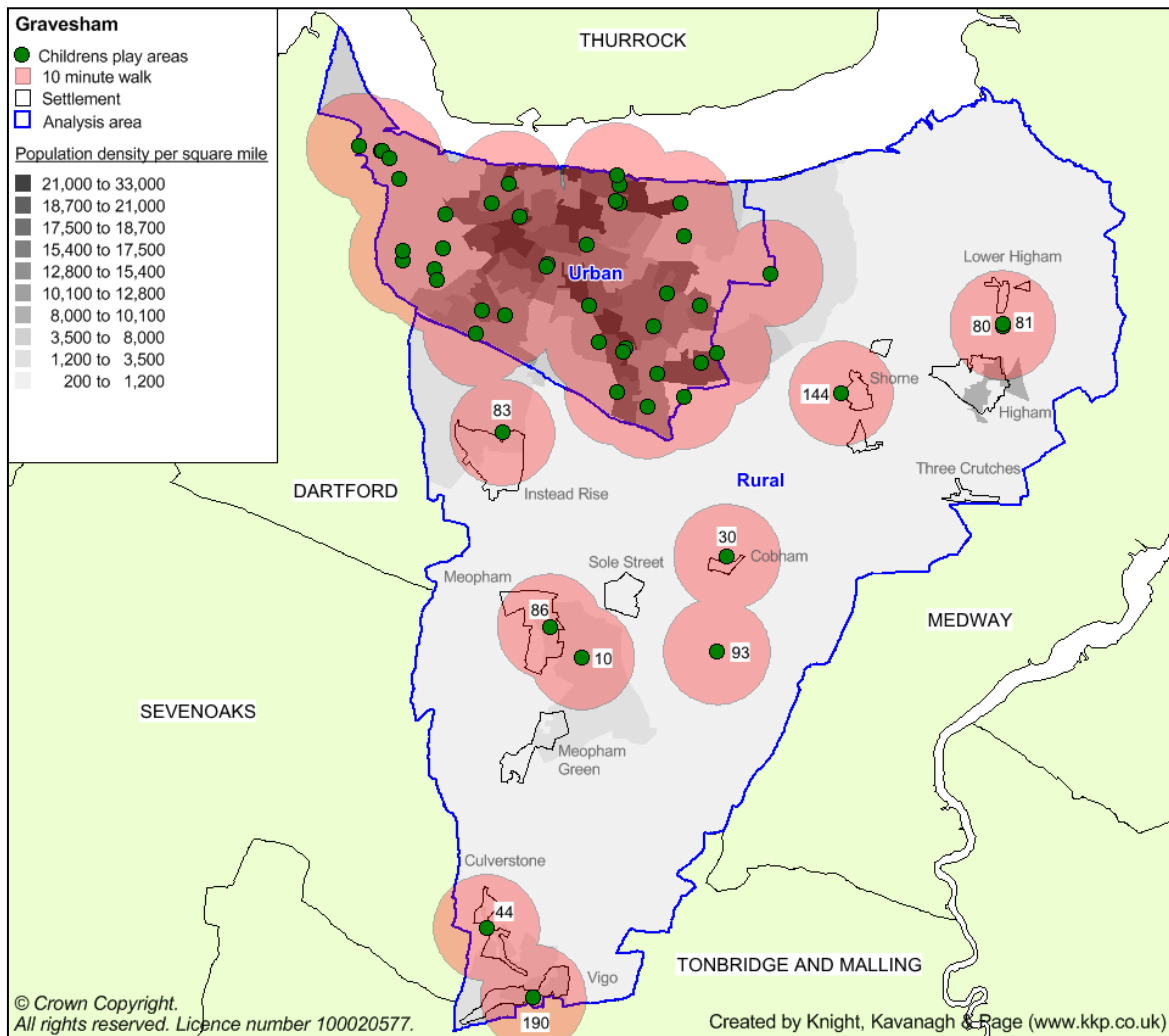 Gravesham
Childrens play areas
10 minute walk
Settlement
Analysis area
Population density per square mile
21,000 to 33,000
18,700 to 21,000
17,500 to 18,700
15,400 to 17,500
12,800 to 15,400
10,100 to 12,800
8,000 to 10,100
3,500 to 8,000
1,200 to 3,500
200 to 1,200
THURROCK
Urban
Lower Higham
80
81
Shorne
144
Higham
83
Three Crutches
Rural
DARTFORD
Instead Rise
30
Cobham
Sole Street
Meopham
86
10
93
MEDWAY
SEVENOAKS
Meopham
Green
Culverstone
44
Vigo
190
TONBRIDGE AND MALLING
© Crown Copyright.
All rights reserved. Licence number 100020577.
Created by Knight, Kavanagh & Page (www.kkp.co.uk)